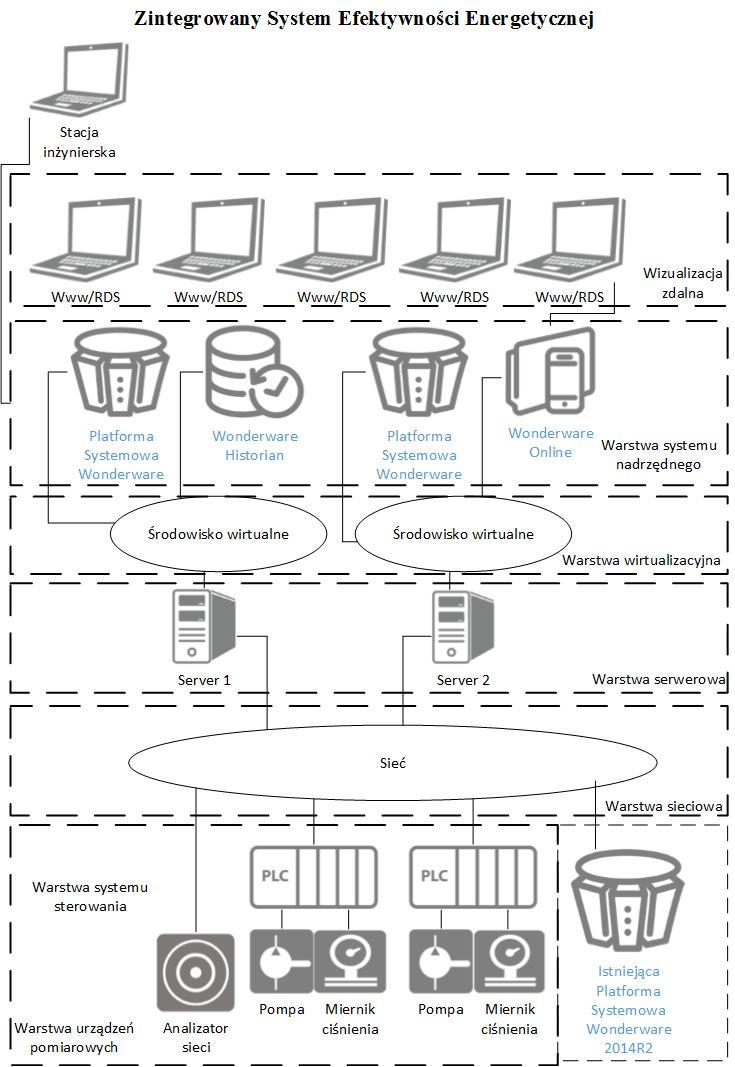 Zintegrowany System Efektywności Energetycznej
Stacja
inżynierska
Www/RDS
Www/RDS
Www/RDS
Www/RDS
Www/RDS
Wizualizacja
zdalna
Platforma
Systemowa
Wonderware
Wonderware
Historian
Platforma
Systemowa
Wonderware
Wonderware
Online
Warstwa systemu
nadrzędnego
Środowisko wirtualne
Środowisko wirtualne
Warstwa wirtualizacyjna
Server 1
Server 2
Warstwa serwerowa
Sieć
Warstwa sieciowa
Warstwa systemu
sterowania
PLC
PLC
Pompa
Miernik
ciśnienia
Pompa
Miernik
ciśnienia
Analizator
sieci
Warstwa urządzeń
pomiarowych
Istniejąca
Platforma
Systemowa
Wonderware
2014R2